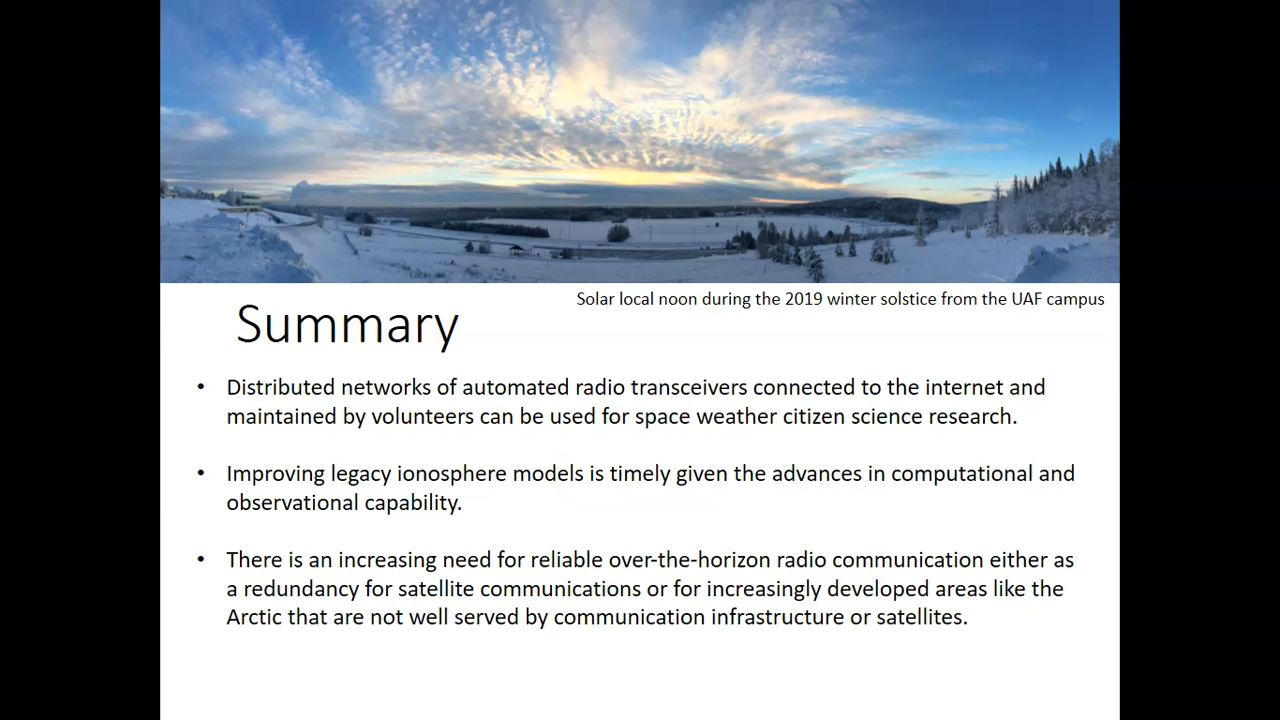 Solar local noon during the 2019 winter solstice from the UAF campus
Summary
• Distributed networks of automated radio transceivers connected to the internet and
maintained by volunteers can be used for space weather citizen science research.
• Improving legacy ionosphere models is timely given the advances in computational and
observational capability.
• There is an increasing need for reliable over-the-horizon radio communication either as
a redundancy for satellite communications or for increasingly developed areas like the
Arctic that are not well served by communication infrastructure or satellites.